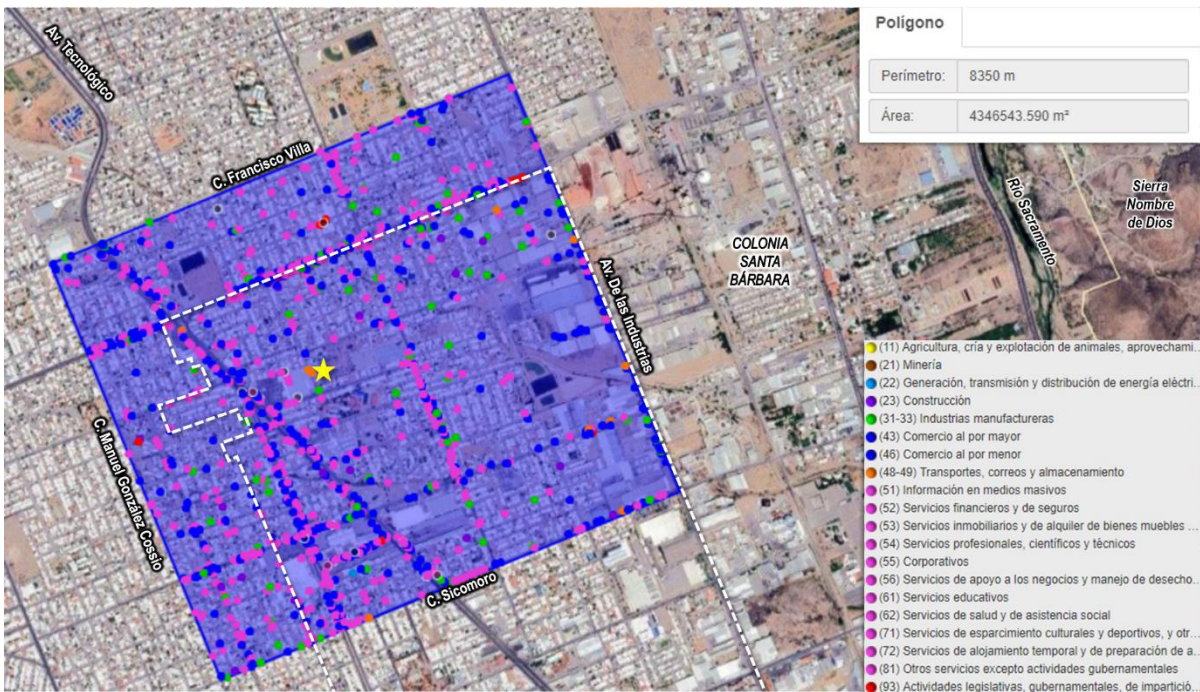 Av. Tecnológico
C. Francisco Villa
Av. De las Industrias
C. Manuel González Cossío
C. Sicomoro
COLONIA
SANTA
BÁRBARA
Río Sacramento
Sierra
Nombre
de Dios
Polígono
Perímetro: 8350 m
Área: 4346543.590 m²
(11) Agricultura, cría y explotación de animales, aprovechami...
(21) Minería
(22) Generación, transmisión y distribución de energía eléctri...
(23) Construcción
(31-33) Industrias manufactureras
(43) Comercio al por mayor
(46) Comercio al por menor
(48-49) Transportes, correos y almacenamiento
(51) Información en medios masivos
(52) Servicios financieros y de seguros
(53) Servicios inmobiliarios y de alquiler de bienes muebles ...
(54) Servicios profesionales, científicos y técnicos
(55) Corporativos
(56) Servicios de apoyo a los negocios y manejo de desecho...
(61) Servicios educativos
(62) Servicios de salud y de asistencia social
(71) Servicios de esparcimiento culturales y deportivos, y otr...
(72) Servicios de alojamiento temporal y de preparación de a...
(81) Otros servicios excepto actividades gubernamentales
(93) Actividades legislativas, gubernamentales, de impartició...